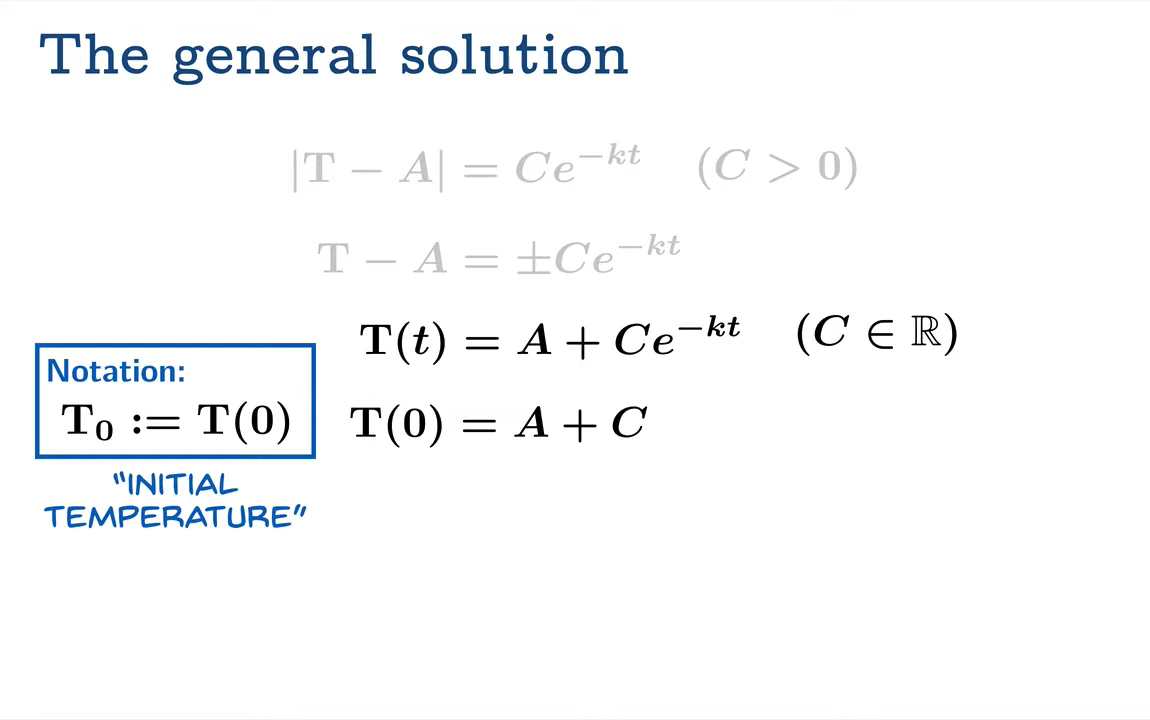 The general solution
|T − A| = Ce^{−kt} (C > 0)
T − A = ±Ce^{−kt}
T(t) = A + Ce^{−kt} (C ∈ ℝ)
Notation:
T₀ := T(0)
T(0) = A + C
“INITIAL
TEMPERATURE”